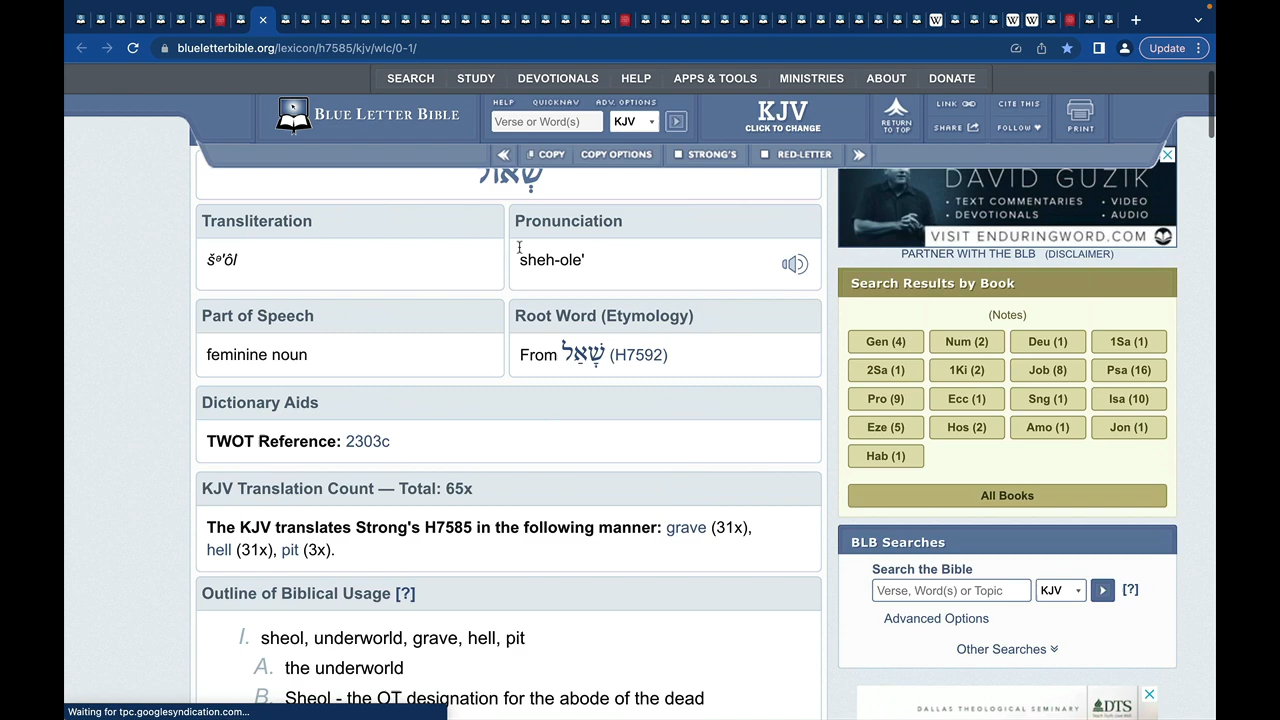 blueletterbible.org/lexicon/h7585/kjv/wlc/0-1/
Update
SEARCH STUDY DEVOTIONALS HELP APPS & TOOLS MINISTRIES ABOUT DONATE
BLUE LETTER BIBLE
HELP QUICKNAV ADV. OPTIONS
Verse or Word(s) KJV
KJV
CLICK TO CHANGE
RETURN TO TOP
LINK CITE THIS
SHARE FOLLOW
PRINT
COPY COPY OPTIONS STRONG'S RED-LETTER
Transliteration
šᵊ'ôl
Pronunciation
sheh-ole'
Part of Speech
feminine noun
Root Word (Etymology)
From שָׁאַל (H7592)
Dictionary Aids
TWOT Reference: 2303c
KJV Translation Count — Total: 65x
The KJV translates Strong's H7585 in the following manner: grave (31x),
hell (31x), pit (3x).
Outline of Biblical Usage [?]
I. sheol, underworld, grave, hell, pit
A. the underworld
B. Sheol - the OT designation for the abode of the dead
DAVID GUZIK
• TEXT COMMENTARIES • VIDEO
• DEVOTIONALS • AUDIO
VISIT ENDURINGWORD.COM
PARTNER WITH THE BLB (DISCLAIMER)
Search Results by Book
(Notes)
Gen (4) Num (2) Deu (1) 1Sa (1)
2Sa (1) 1Ki (2) Job (8) Psa (16)
Pro (9) Ecc (1) Sng (1) Isa (10)
Eze (5) Hos (2) Amo (1) Jon (1)
Hab (1)
All Books
BLB Searches
Search the Bible
Verse, Word(s) or Topic KJV [?]
Advanced Options
Other Searches
DALLAS THEOLOGICAL SEMINARY
DTS
Waiting for tpc.googlesyndication.com...